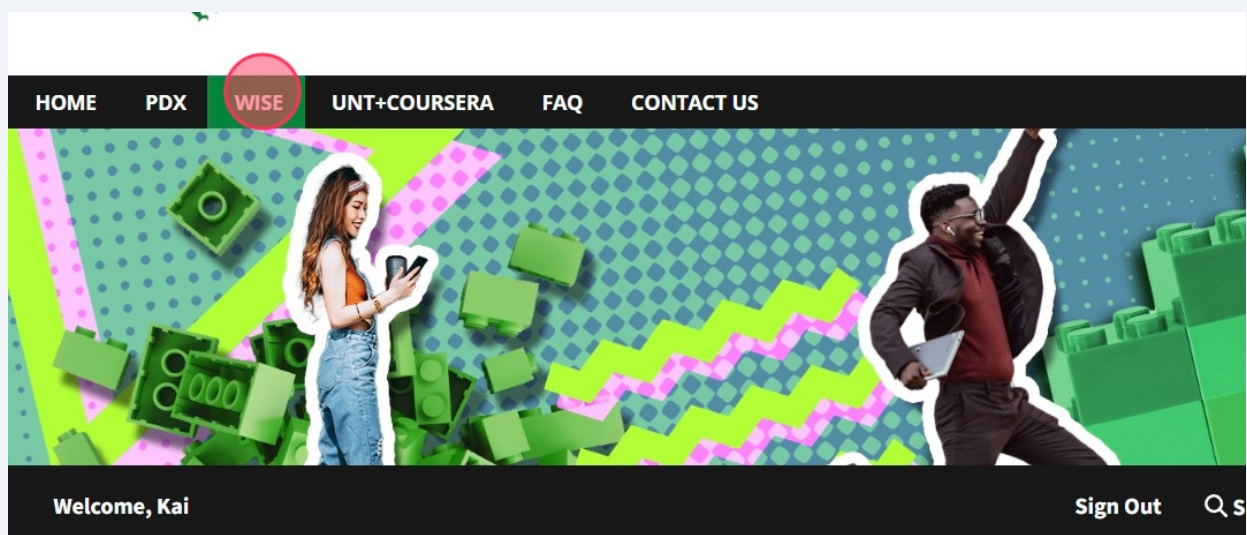 HOME PDX WISE UNT+COURSERA FAQ CONTACT US
Welcome, Kai Sign Out S